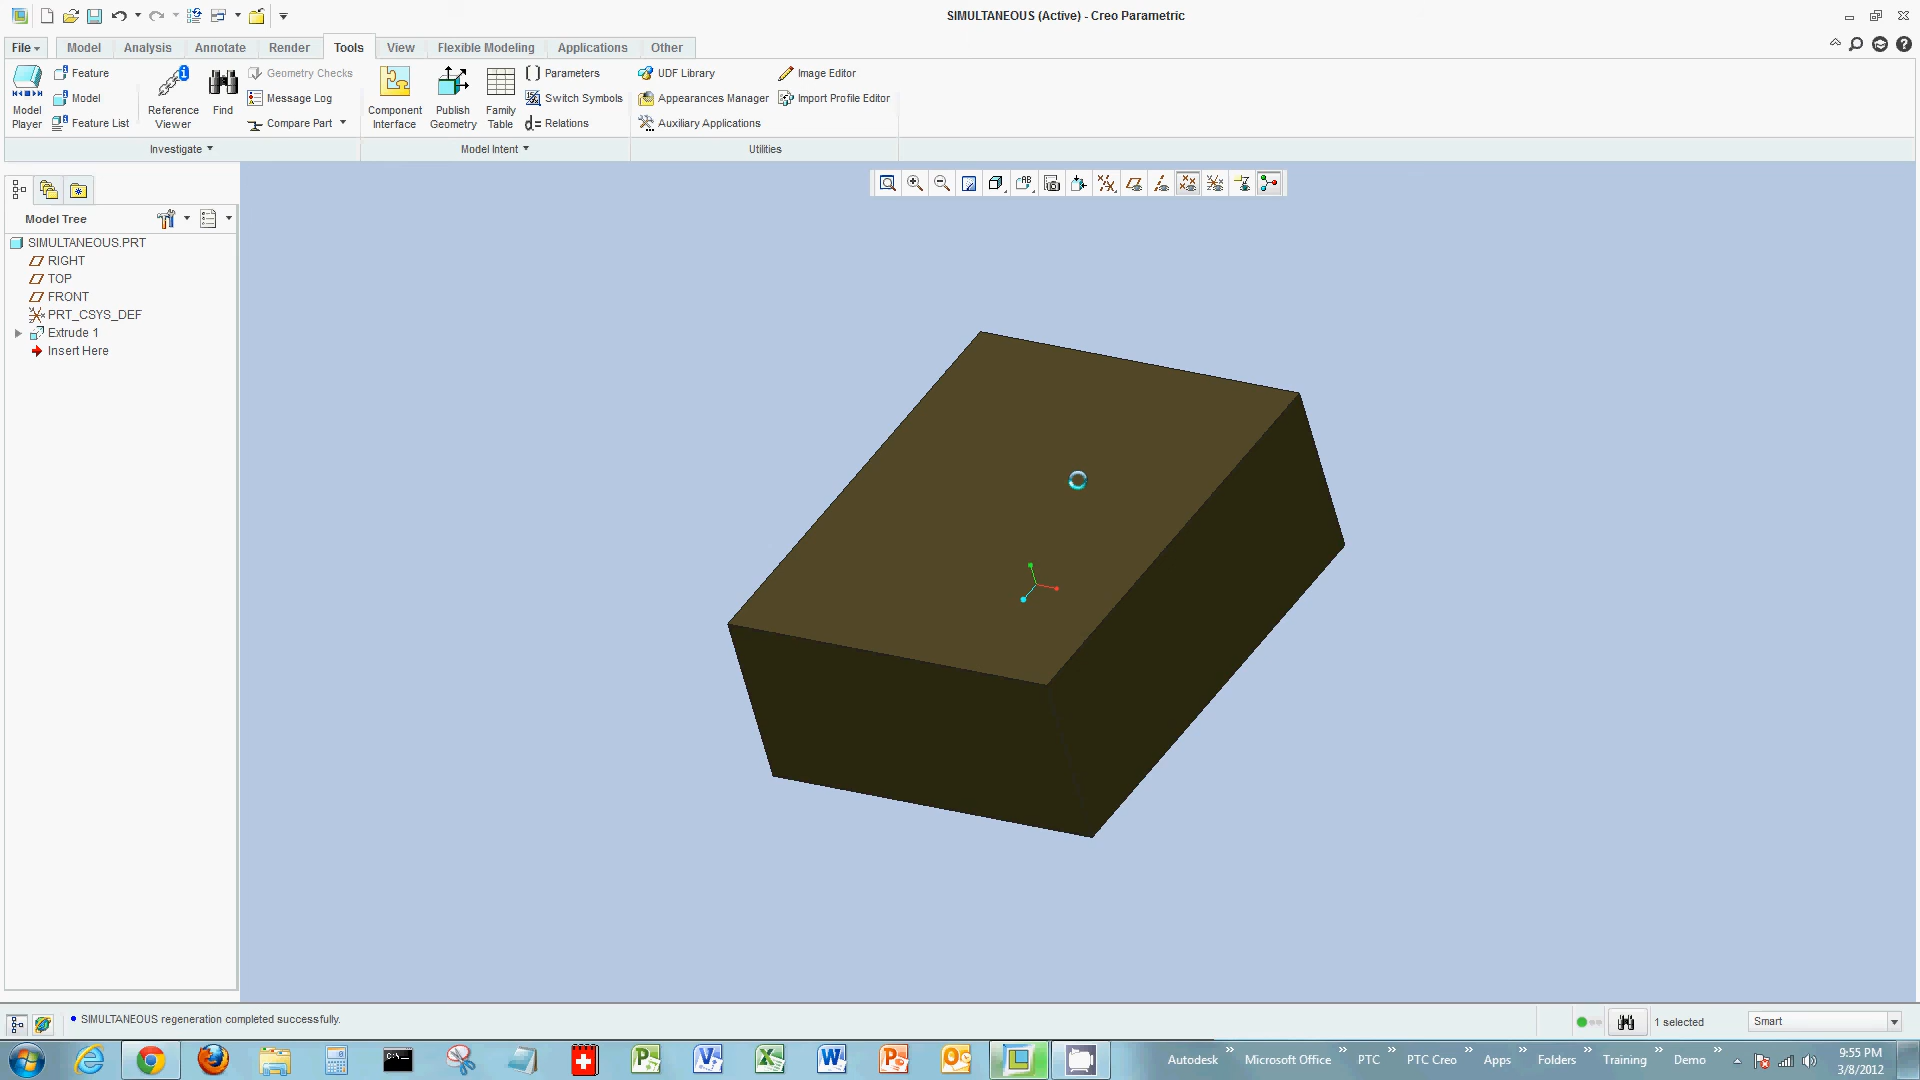 SIMULTANEOUS (Active) - Creo Parametric
File Model Analysis Annotate Render Tools View Flexible Modeling Applications Other
Feature
Model
Feature List
Model
Player
Reference
Viewer
Find
Geometry Checks
Message Log
Compare Part
Component
Interface
Publish
Geometry
Family
Table
Parameters
Switch Symbols
Relations
UDF Library
Appearances Manager
Auxiliary Applications
Image Editor
Import Profile Editor
Investigate
Model Intent
Utilities
Model Tree
SIMULTANEOUS.PRT
RIGHT
TOP
FRONT
PRT_CSYS_DEF
Extrude 1
Insert Here
SIMULTANEOUS regeneration completed successfully.
1 selected
Smart
Autodesk Microsoft Office PTC PTC Creo Apps Folders Training Demo
9:55 PM
3/8/2012